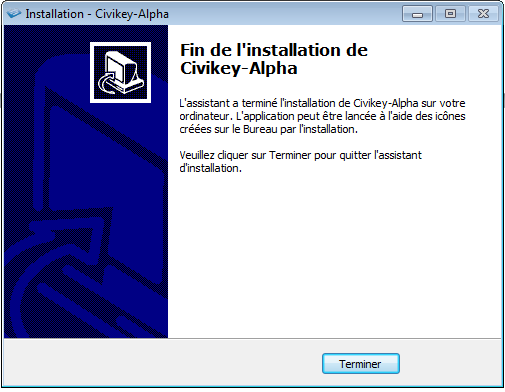 Installation - Civikey-Alpha
Fin de l'installation de
Civikey-Alpha
L'assistant a terminé l'installation de Civikey-Alpha sur votre
ordinateur. L'application peut être lancée à l'aide des icônes
créées sur le Bureau par l'installation.
Veuillez cliquer sur Terminer pour quitter l'assistant
d'installation.
Terminer